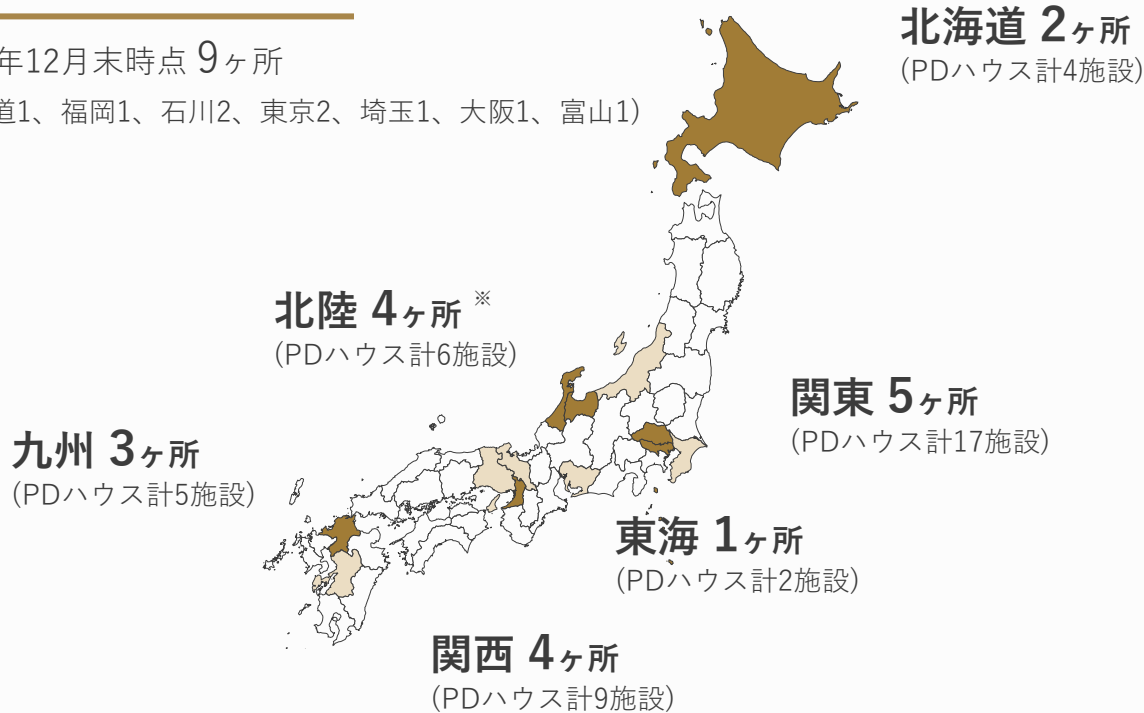 年12月末時点 9ヶ所
道1、福岡1、石川2、東京2、埼玉1、大阪1、富山1)
北海道 2ヶ所
(PDハウス計4施設)
北陸 4ヶ所 ※
(PDハウス計6施設)
関東 5ヶ所
(PDハウス計17施設)
九州 3ヶ所
(PDハウス計5施設)
東海 1ヶ所
(PDハウス計2施設)
関西 4ヶ所
(PDハウス計9施設)